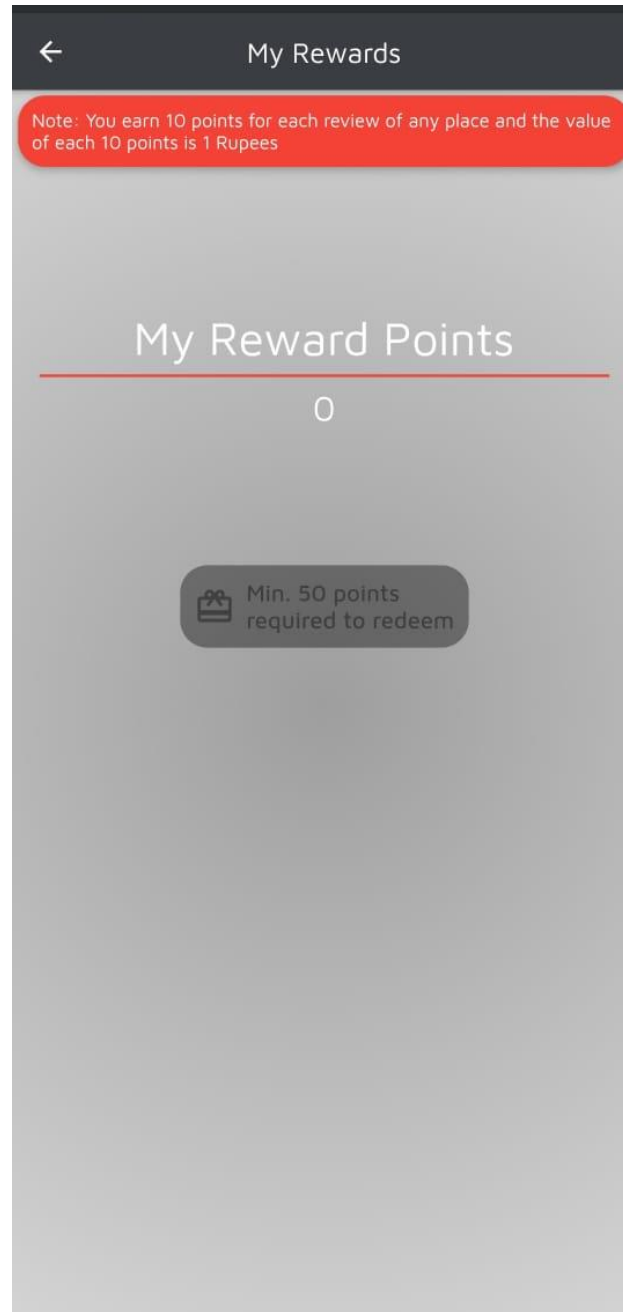 My Rewards
Note: You earn 10 points for each review of any place and the value
of each 10 points is 1 Rupees
My Reward Points
0
Min. 50 points
required to redeem